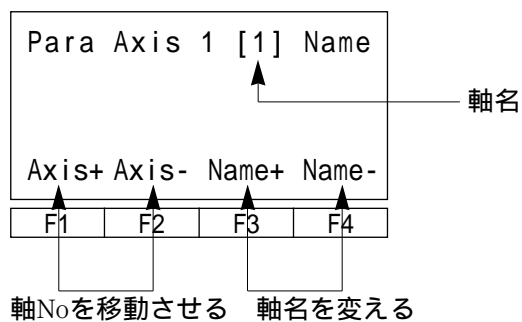 Para Axis 1 [1] Name
軸名
Axis+ Axis- Name+ Name-
F1 F2 F3 F4
軸Noを移動させる 軸名を変える